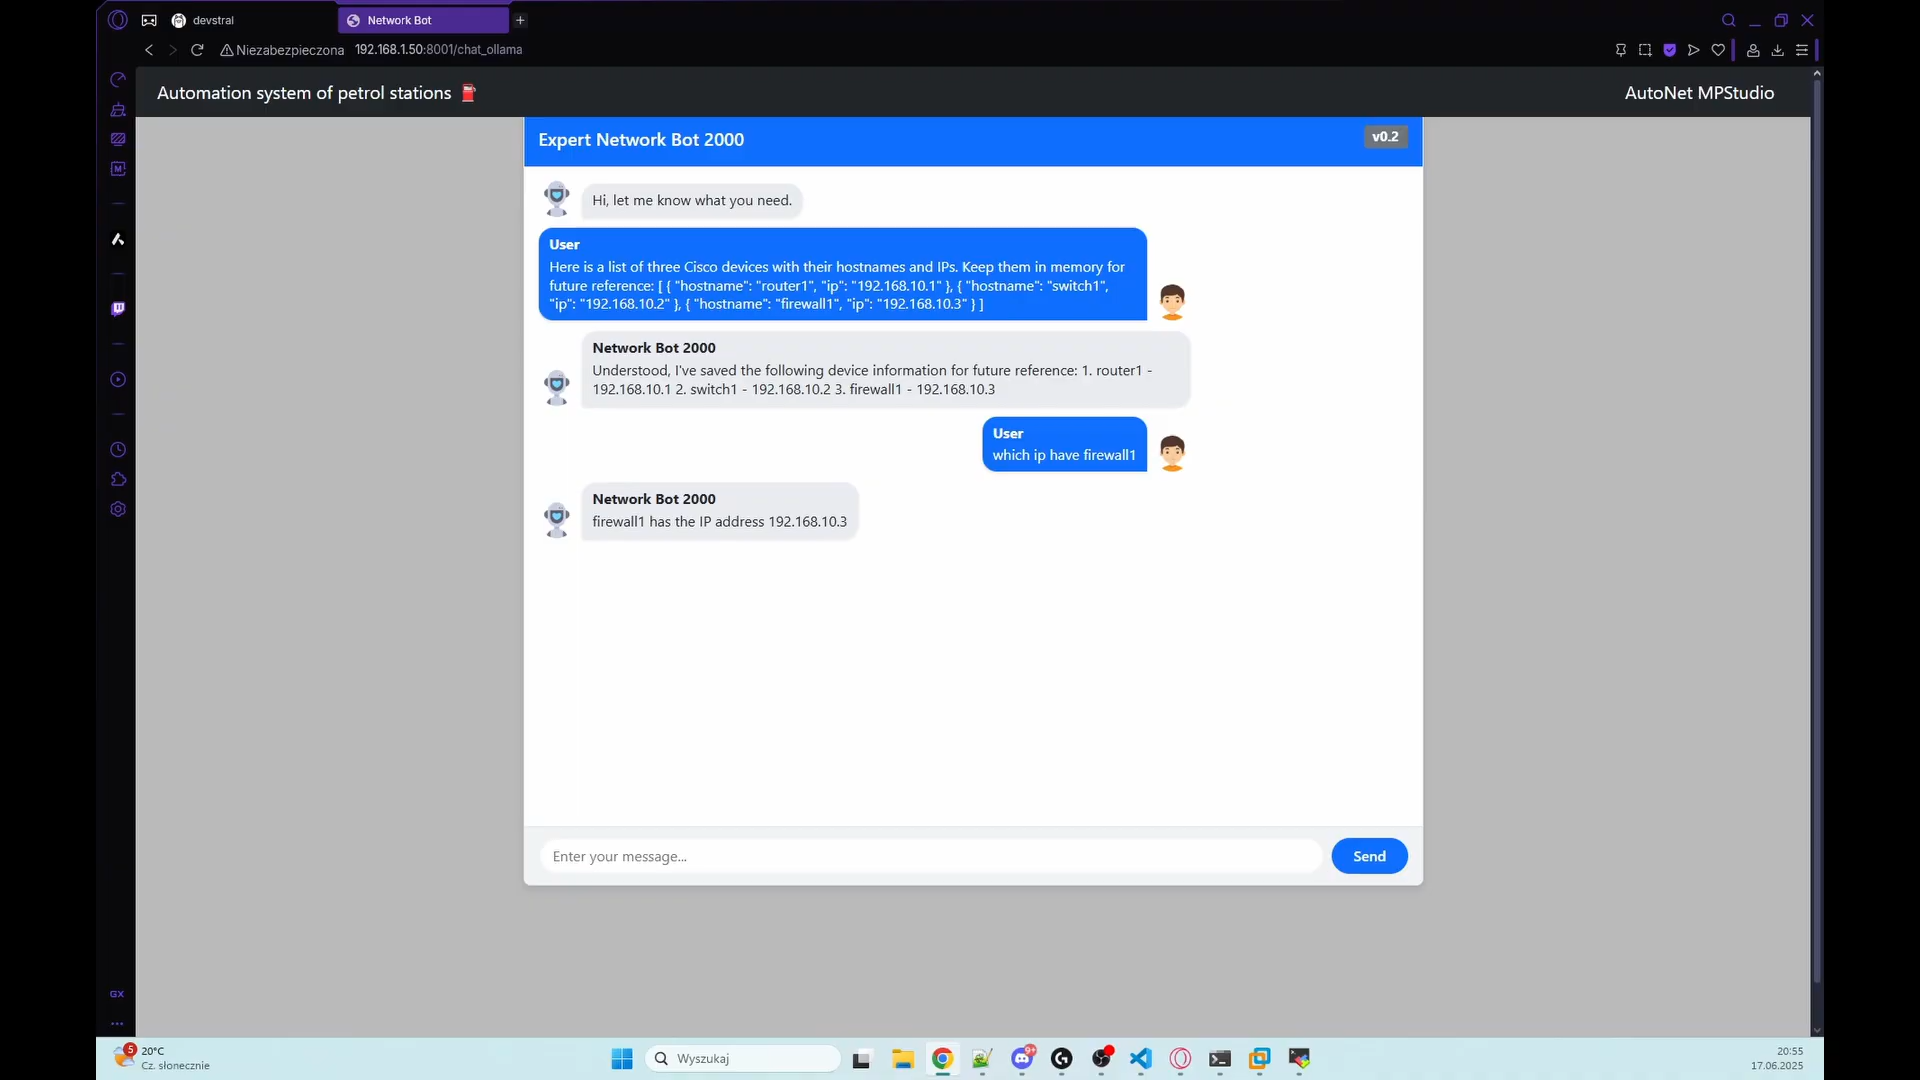 devstral
Network Bot
Niezabezpieczona 192.168.1.50:8001/chat_ollama
Automation system of petrol stations
AutoNet MPStudio
Expert Network Bot 2000
v0.2
Hi, let me know what you need.
User
Here is a list of three Cisco devices with their hostnames and IPs. Keep them in memory for
future reference: [ { "hostname": "router1", "ip": "192.168.10.1" }, { "hostname": "switch1",
"ip": "192.168.10.2" }, { "hostname": "firewall1", "ip": "192.168.10.3" } ]
Network Bot 2000
Understood, I've saved the following device information for future reference: 1. router1 -
192.168.10.1 2. switch1 - 192.168.10.2 3. firewall1 - 192.168.10.3
User
which ip have firewall1
Network Bot 2000
firewall1 has the IP address 192.168.10.3
Enter your message...
Send
GX
5
20°C
Cz. słonecznie
Wyszukaj
9+
20:55
17.06.2025